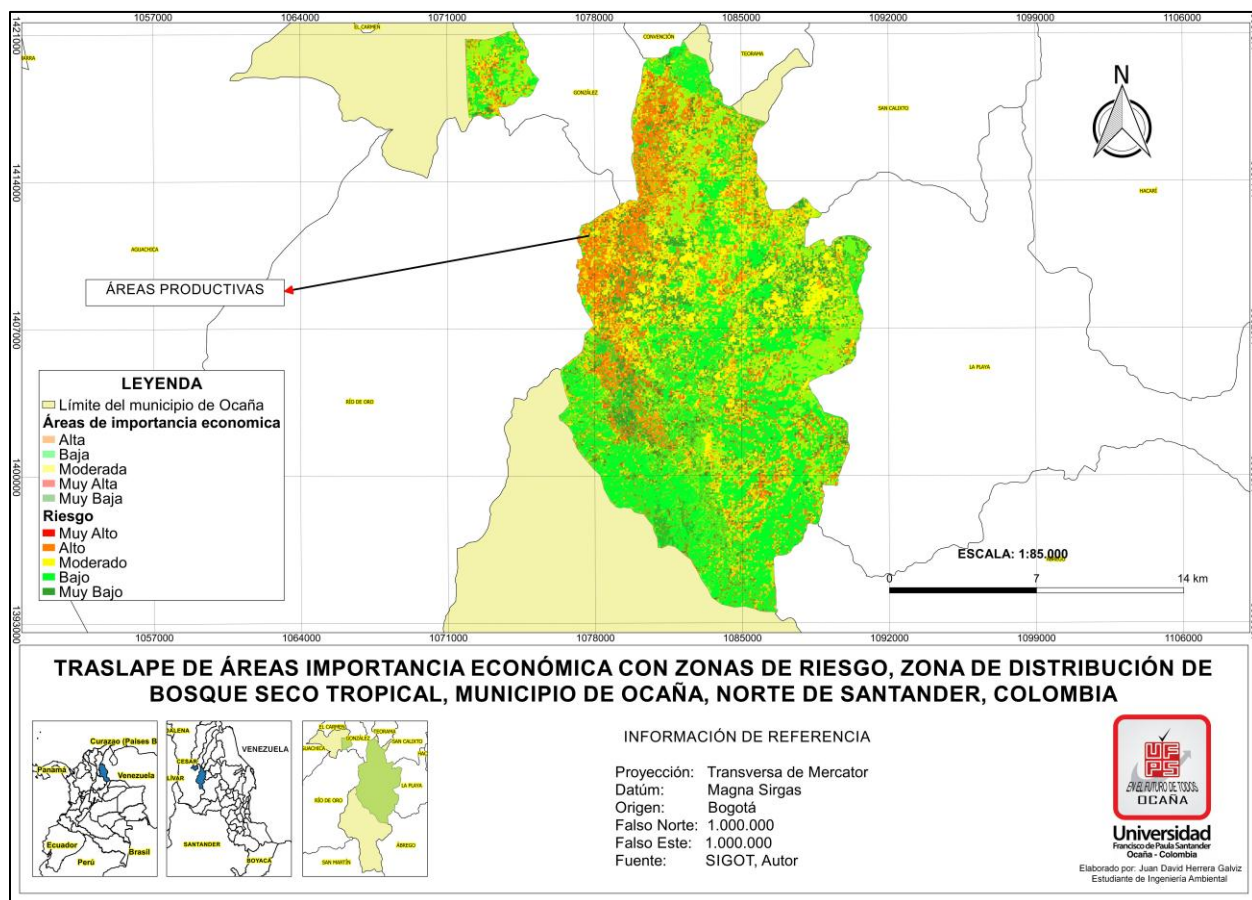 1057000 1064000 1071000 1078000 1085000 1092000 1099000 1106000
1421000
1414000
1407000
1400000
1393000
EL CARMEN
CONVENCIÓN
TEORAMA
GONZÁLEZ
SAN CALIXTO
HACARÉ
AGUACHICA
N
ÁREAS PRODUCTIVAS
LA PLAYA
RÍO DE ORO
LEYENDA
Límite del municipio de Ocaña
Áreas de importancia economica
Alta
Baja
Moderada
Muy Alta
Muy Baja
Riesgo
Muy Alto
Alto
Moderado
Bajo
Muy Bajo
ESCALA: 1:85.000
0 7 14 km
1057000 1064000 1071000 1078000 1085000 1092000 1099000 1106000
TRASLAPE DE ÁREAS IMPORTANCIA ECONÓMICA CON ZONAS DE RIESGO, ZONA DE DISTRIBUCIÓN DE
BOSQUE SECO TROPICAL, MUNICIPIO DE OCAÑA, NORTE DE SANTANDER, COLOMBIA
Curazao (Países B
Panamá
Venezuela
Ecuador
Perú
Brasil
DALENA
VENEZUELA
CESAR
LÍVAR
SANTANDER
BOYACÁ
EL CARMEN
TEORAMA
GONZÁLEZ
SAN CALIXTO
GUACHICA
HAC
LA PLAYA
RÍO DE ORO
ÁBREGO
SAN MARTÍN
INFORMACIÓN DE REFERENCIA
Proyección: Transversa de Mercator
Datúm: Magna Sirgas
Origen: Bogotá
Falso Norte: 1.000.000
Falso Este: 1.000.000
Fuente: SIGOT, Autor
UFPS
EN EL FUTURO DE TODOS
OCAÑA
Universidad
Francisco de Paula Santander
Ocaña - Colombia
Elaborado por: Juan David Herrera Galviz
Estudiante de Ingeniería Ambiental